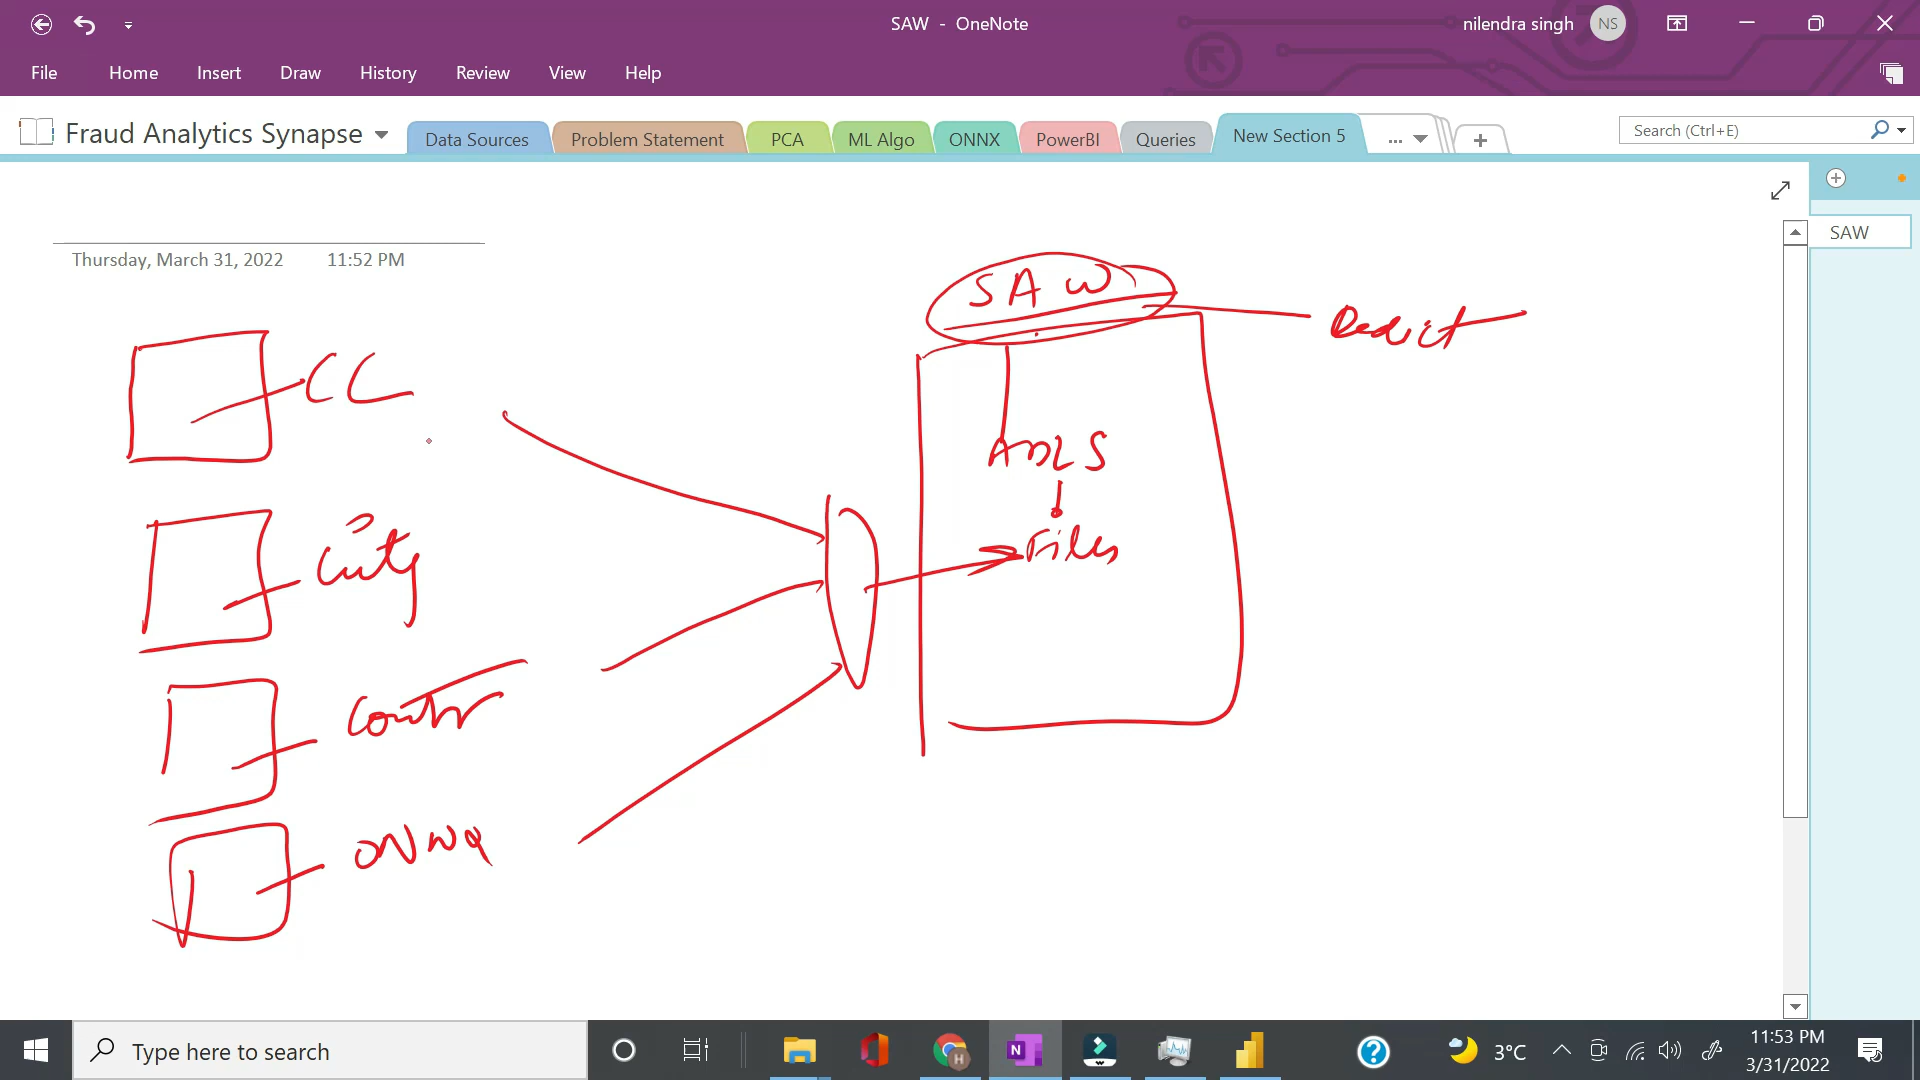 SAW - OneNote
nilendra singh
NS
File Home Insert Draw History Review View Help
Fraud Analytics Synapse
Data Sources
Problem Statement
PCA
ML Algo
ONNX
PowerBI
Queries
New Section 5
...
Search (Ctrl+E)
SAW
Thursday, March 31, 2022 11:52 PM
SAW
CC
ADLS
Files
City
Type here to search
3°C
11:53 PM
3/31/2022